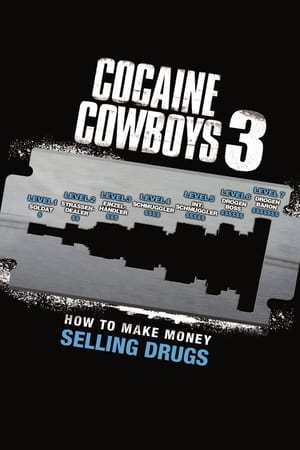 COCAINE
COWBOYS 3
LEVEL 1
SOLDAT
$
LEVEL 2
STRASSEN-
DEALER
$$
LEVEL 3
EINZEL-
HÄNDLER
$$$
LEVEL 4
SCHMUGGLER
$$$$
LEVEL 5
INT.
SCHMUGGLER
$$$$$
LEVEL 6
DROGEN
BOSS
$$$$$$
LEVEL 7
DROGEN
BARON
$$$$$$$
HOW TO MAKE MONEY
SELLING DRUGS